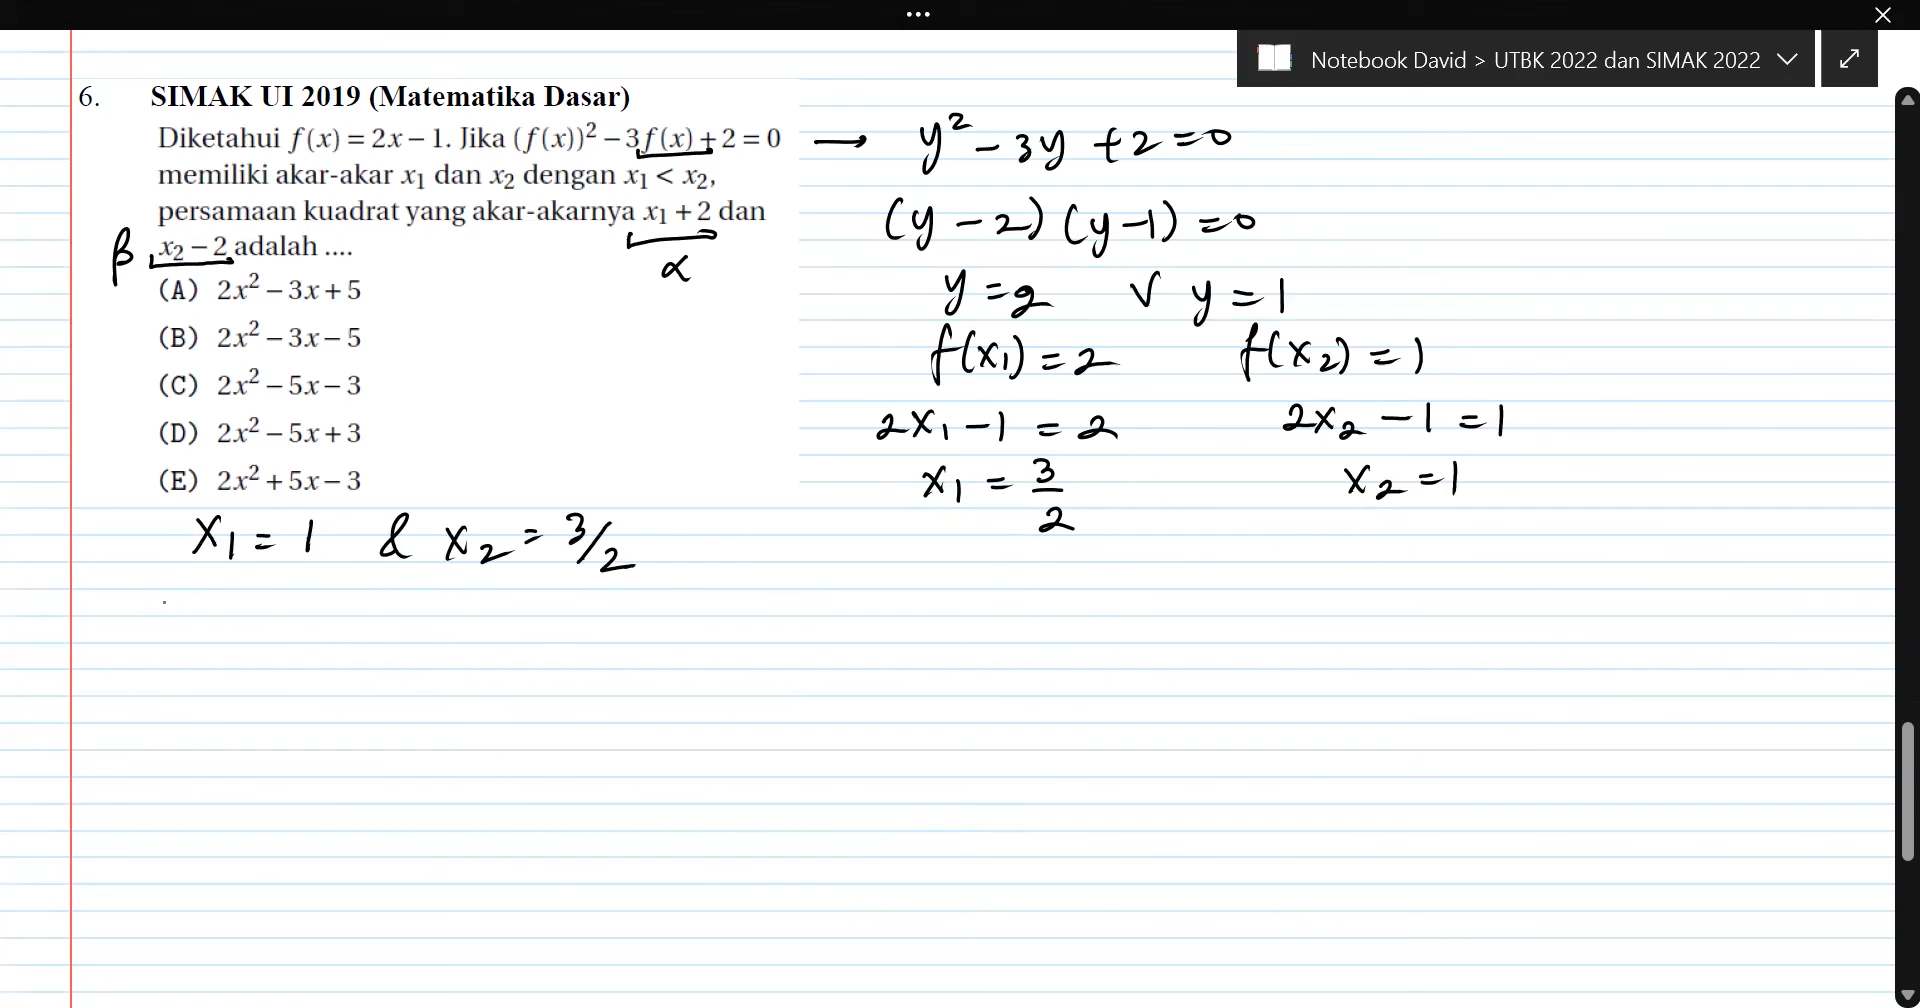 Notebook David > UTBK 2022 dan SIMAK 2022
6. SIMAK UI 2019 (Matematika Dasar)
Diketahui f(x) = 2x − 1. Jika (f(x))² − 3f(x) + 2 = 0
memiliki akar-akar x₁ dan x₂ dengan x₁ < x₂,
persamaan kuadrat yang akar-akarnya x₁ + 2 dan
β x₂ − 2 adalah ....
α
(A) 2x² − 3x + 5
(B) 2x² − 3x − 5
(C) 2x² − 5x − 3
(D) 2x² − 5x + 3
(E) 2x² + 5x − 3
x₁ = 1 & x₂ = 3/2
→ y² − 3y + 2 = 0
(y − 2) (y − 1) = 0
y = 2 ∨ y = 1
f(x₁) = 2 f(x₂) = 1
2x₁ − 1 = 2 2x₂ − 1 = 1
x₁ = 3/2 x₂ = 1